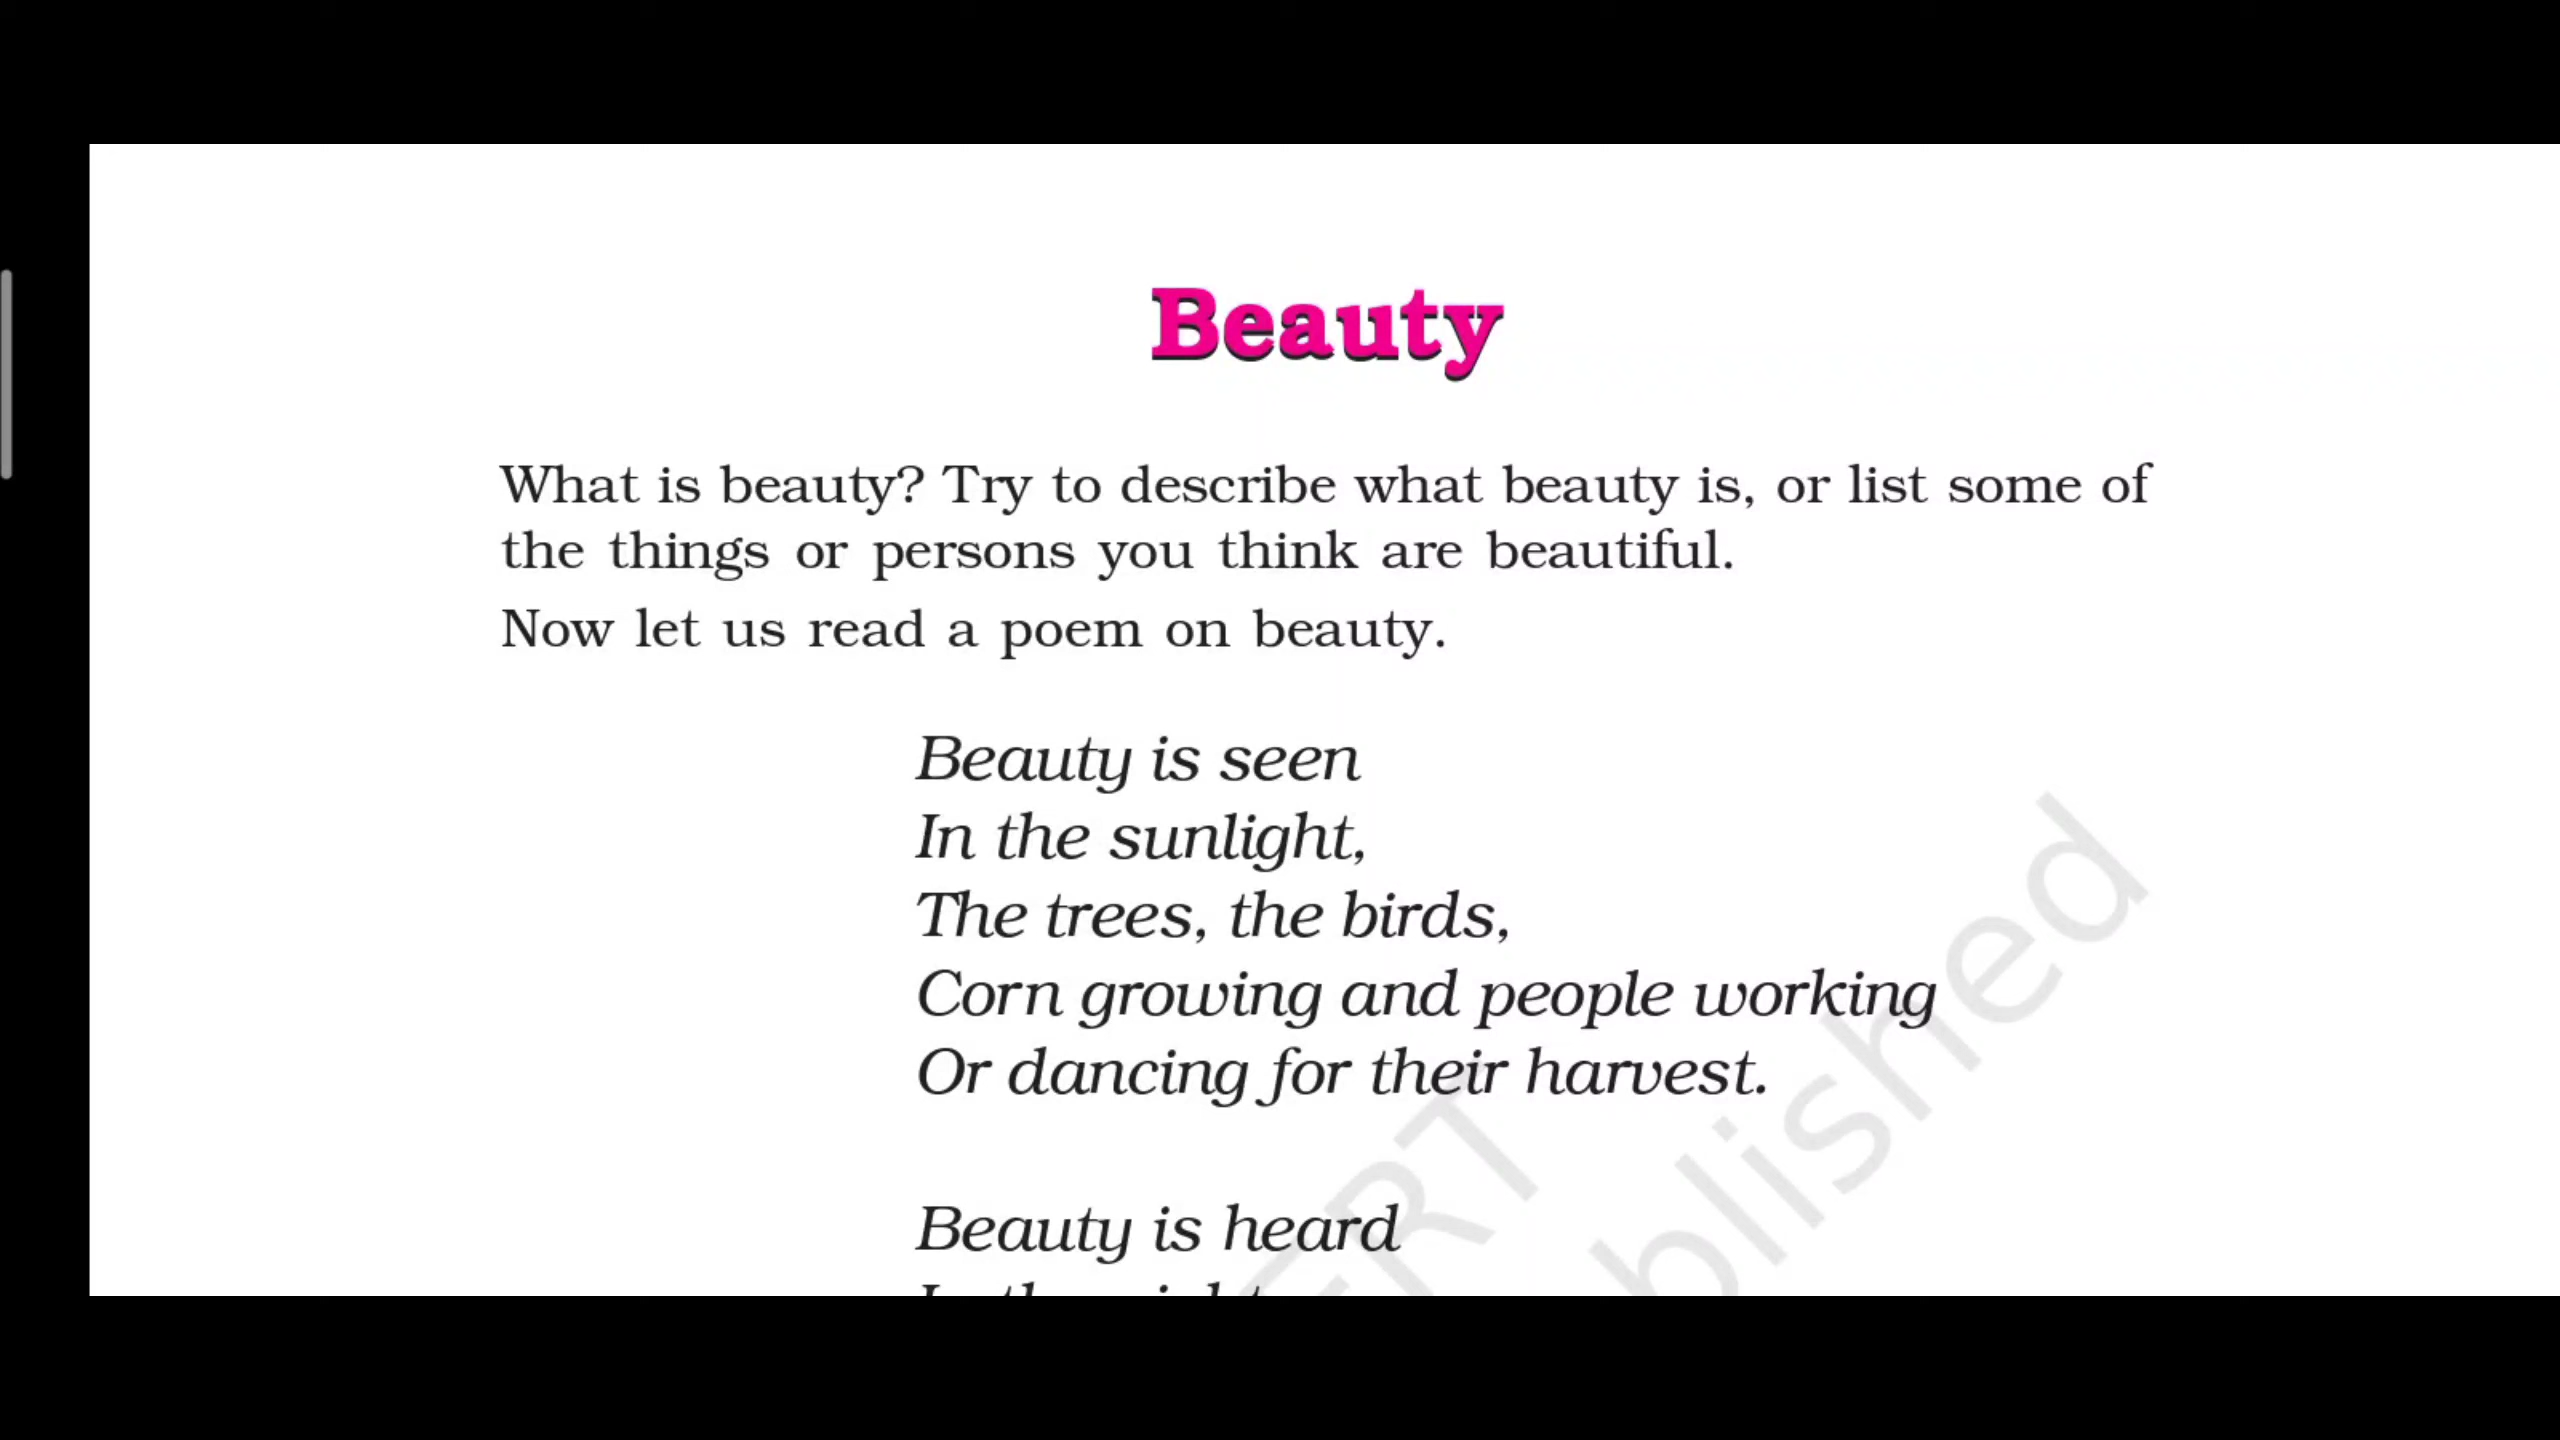 Beauty
What is beauty? Try to describe what beauty is, or list some of
the things or persons you think are beautiful.
Now let us read a poem on beauty.
Beauty is seen
In the sunlight,
The trees, the birds,
Corn growing and people working
Or dancing for their harvest.
Beauty is heard